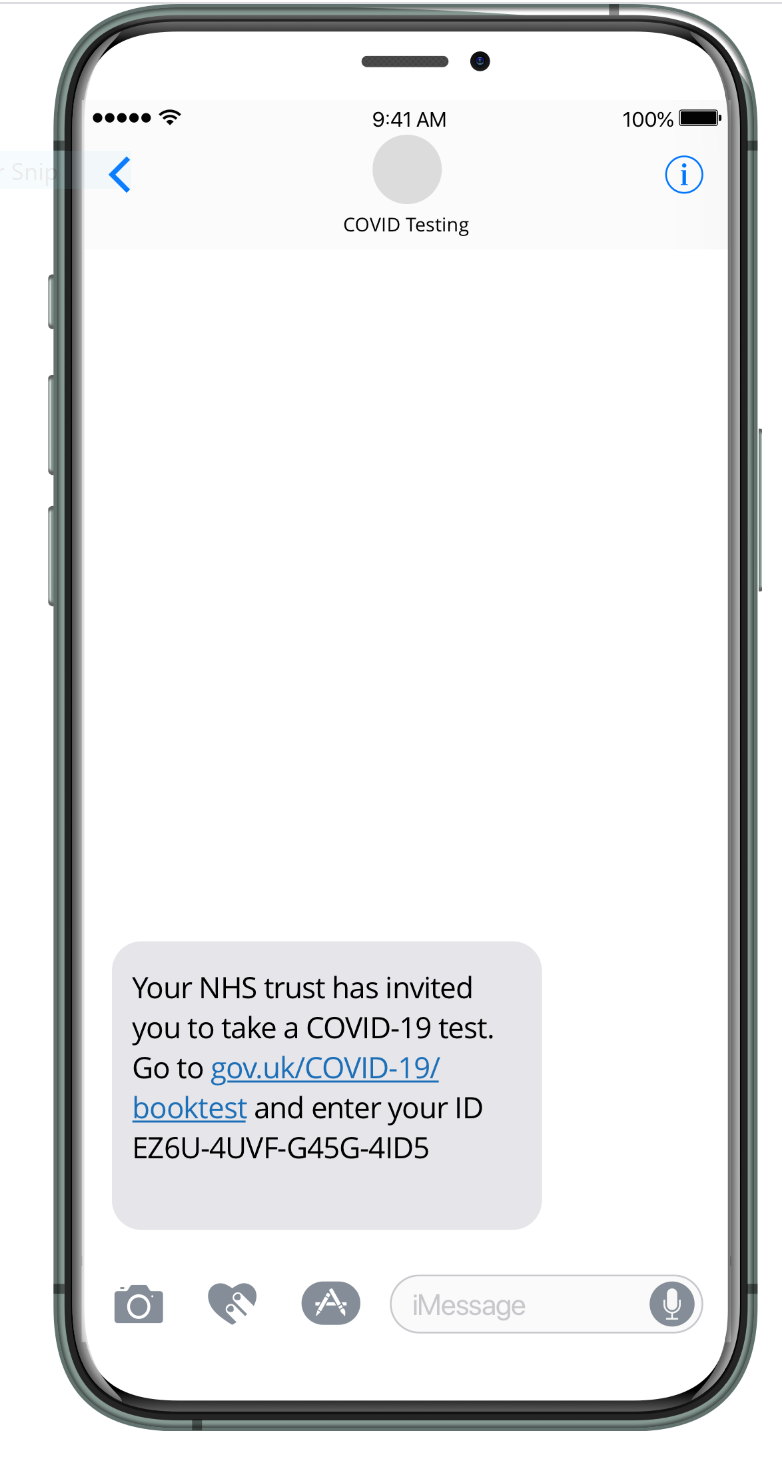 9:41 AM
100%
r Snip
i
COVID Testing
Your NHS trust has invited
you to take a COVID-19 test.
Go to gov.uk/COVID-19/
booktest and enter your ID
EZ6U-4UVF-G45G-4ID5
iMessage